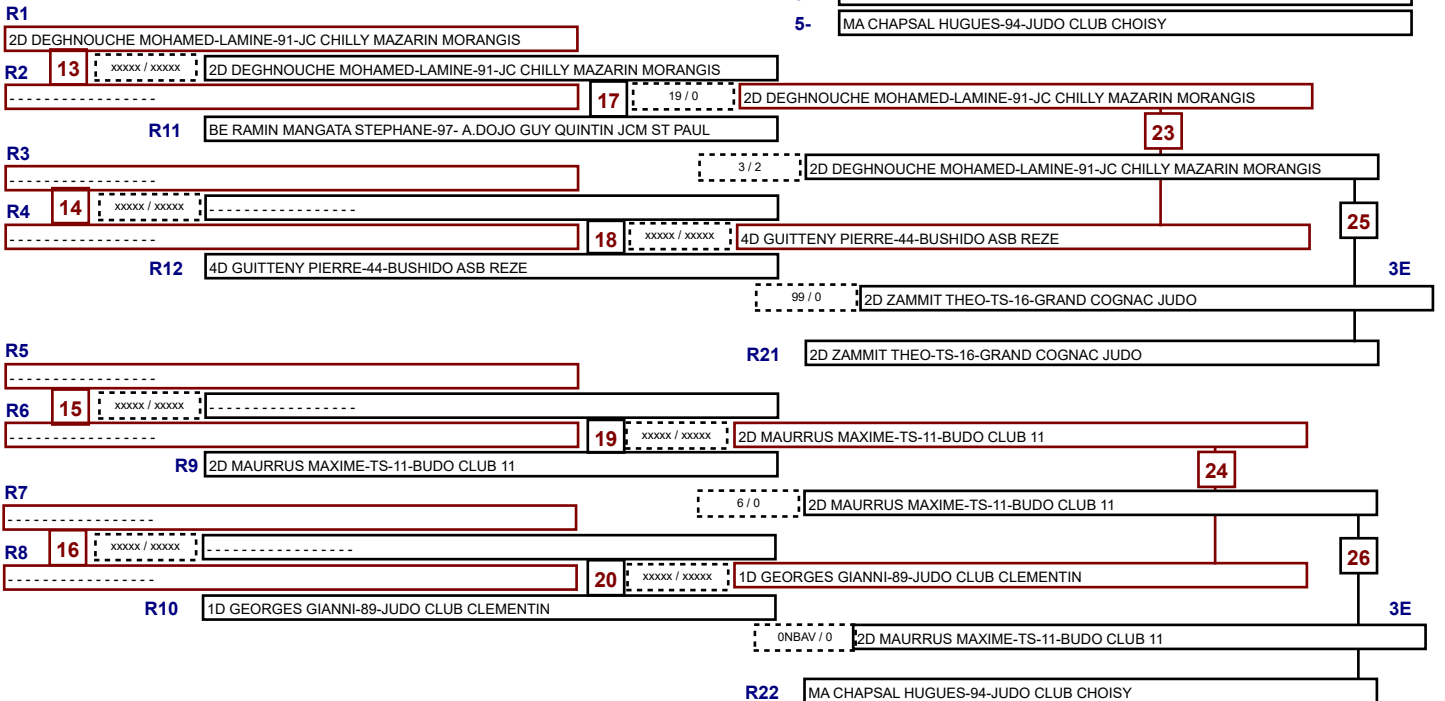 R1
5- MA CHAPSAL HUGUES-94-JUDO CLUB CHOISY
2D DEGHNOUCHE MOHAMED-LAMINE-91-JC CHILLY MAZARIN MORANGIS
R2 13 xxxxx / xxxxx 2D DEGHNOUCHE MOHAMED-LAMINE-91-JC CHILLY MAZARIN MORANGIS
- - - - - - - - - - - - - - - - - 17 19 / 0 2D DEGHNOUCHE MOHAMED-LAMINE-91-JC CHILLY MAZARIN MORANGIS
R11 BE RAMIN MANGATA STEPHANE-97- A.DOJO GUY QUINTIN JCM ST PAUL
23
R3
3 / 2 2D DEGHNOUCHE MOHAMED-LAMINE-91-JC CHILLY MAZARIN MORANGIS
- - - - - - - - - - - - - - - - -
R4 14 xxxxx / xxxxx - - - - - - - - - - - - - - - - -
25
- - - - - - - - - - - - - - - - - 18 xxxxx / xxxxx 4D GUITTENY PIERRE-44-BUSHIDO ASB REZE
R12 4D GUITTENY PIERRE-44-BUSHIDO ASB REZE
3E
99 / 0 2D ZAMMIT THEO-TS-16-GRAND COGNAC JUDO
R5
R21 2D ZAMMIT THEO-TS-16-GRAND COGNAC JUDO
- - - - - - - - - - - - - - - - -
R6 15 xxxxx / xxxxx - - - - - - - - - - - - - - - - -
- - - - - - - - - - - - - - - - - 19 xxxxx / xxxxx 2D MAURRUS MAXIME-TS-11-BUDO CLUB 11
R9 2D MAURRUS MAXIME-TS-11-BUDO CLUB 11
24
R7
6 / 0 2D MAURRUS MAXIME-TS-11-BUDO CLUB 11
- - - - - - - - - - - - - - - - -
R8 16 xxxxx / xxxxx - - - - - - - - - - - - - - - - -
26
- - - - - - - - - - - - - - - - - 20 xxxxx / xxxxx 1D GEORGES GIANNI-89-JUDO CLUB CLEMENTIN
R10 1D GEORGES GIANNI-89-JUDO CLUB CLEMENTIN
3E
0NBAV / 0 2D MAURRUS MAXIME-TS-11-BUDO CLUB 11
R22 MA CHAPSAL HUGUES-94-JUDO CLUB CHOISY